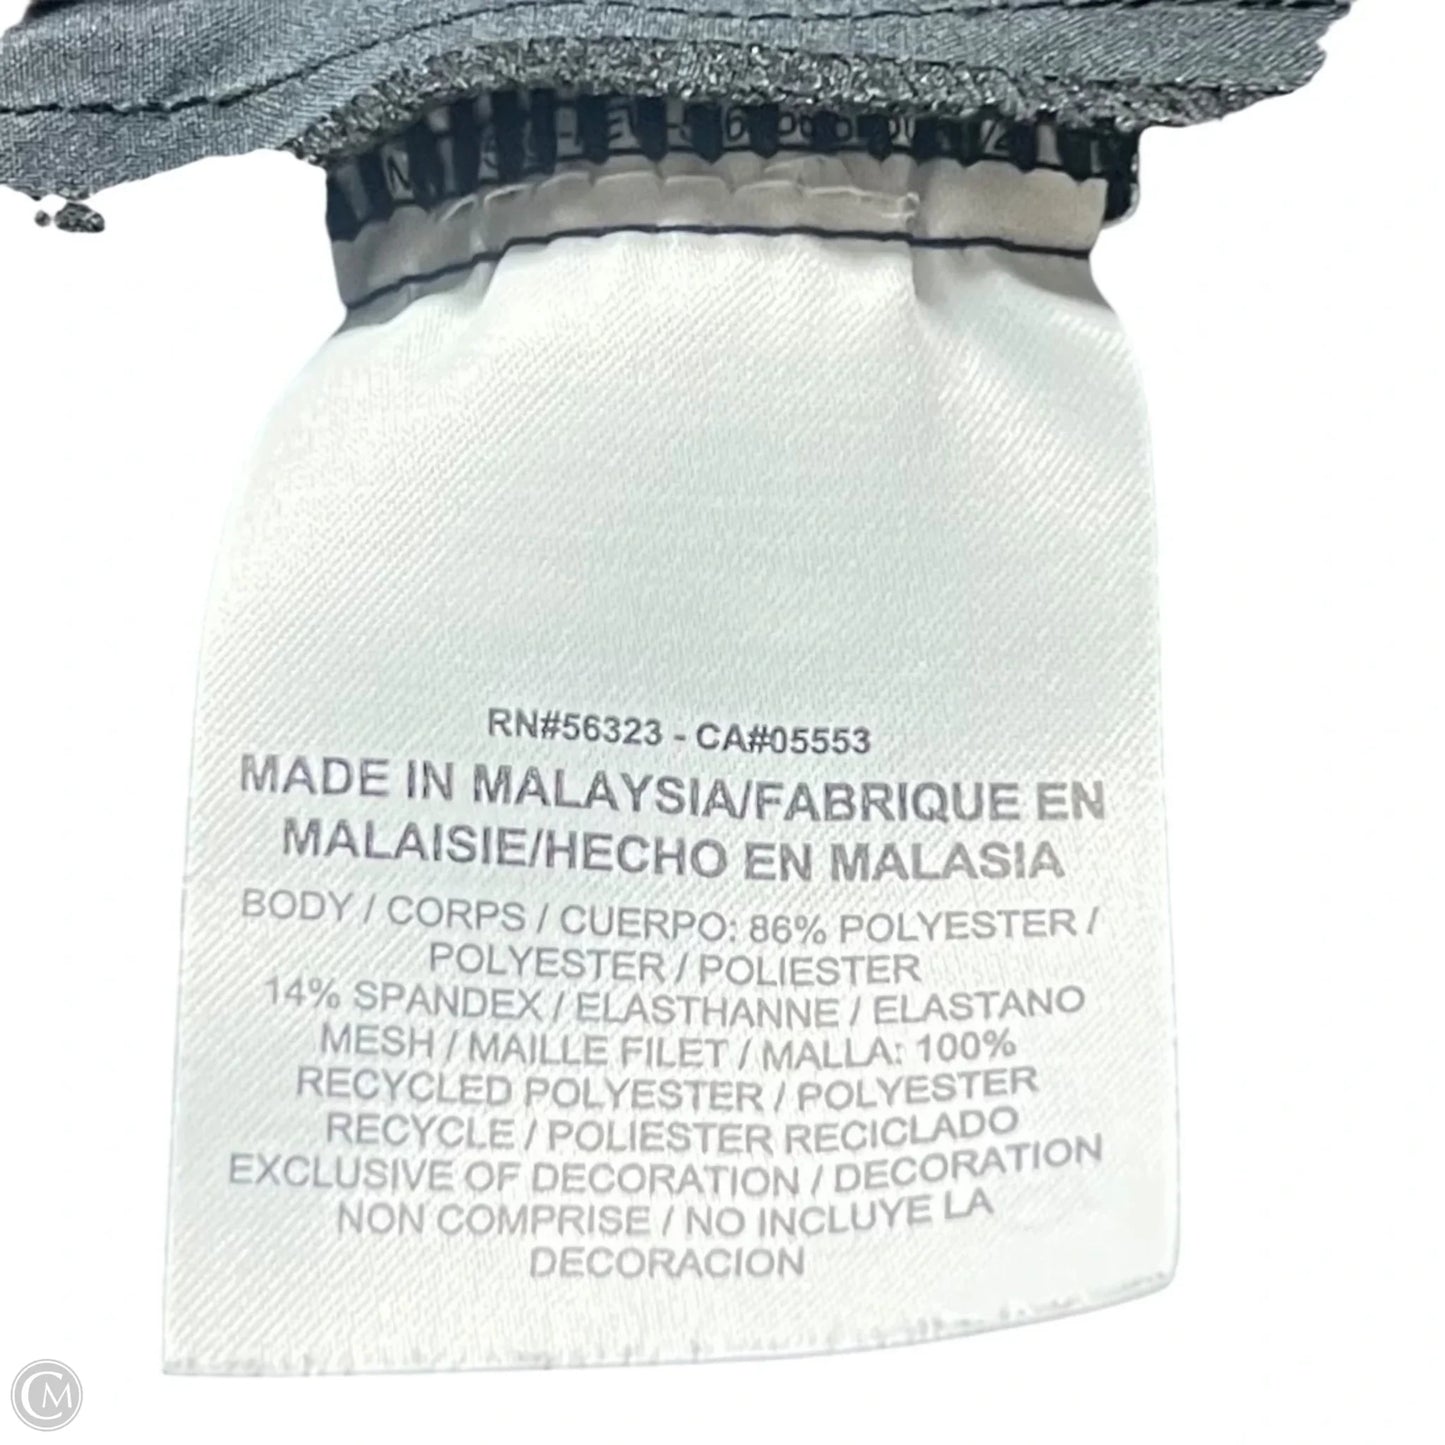 RN#56323 - CA#05553
MADE IN MALAYSIA/FABRIQUE EN
MALAISIE/HECHO EN MALASIA
BODY / CORPS / CUERPO: 86% POLYESTER /
POLYESTER / POLIESTER
14% SPANDEX / ELASTHANNE / ELASTANO
MESH / MAILLE FILET / MALLA: 100%
RECYCLED POLYESTER / POLYESTER
RECYCLE / POLIESTER RECICLADO
EXCLUSIVE OF DECORATION / DECORATION
NON COMPRISE / NO INCLUYE LA
DECORACION
CM